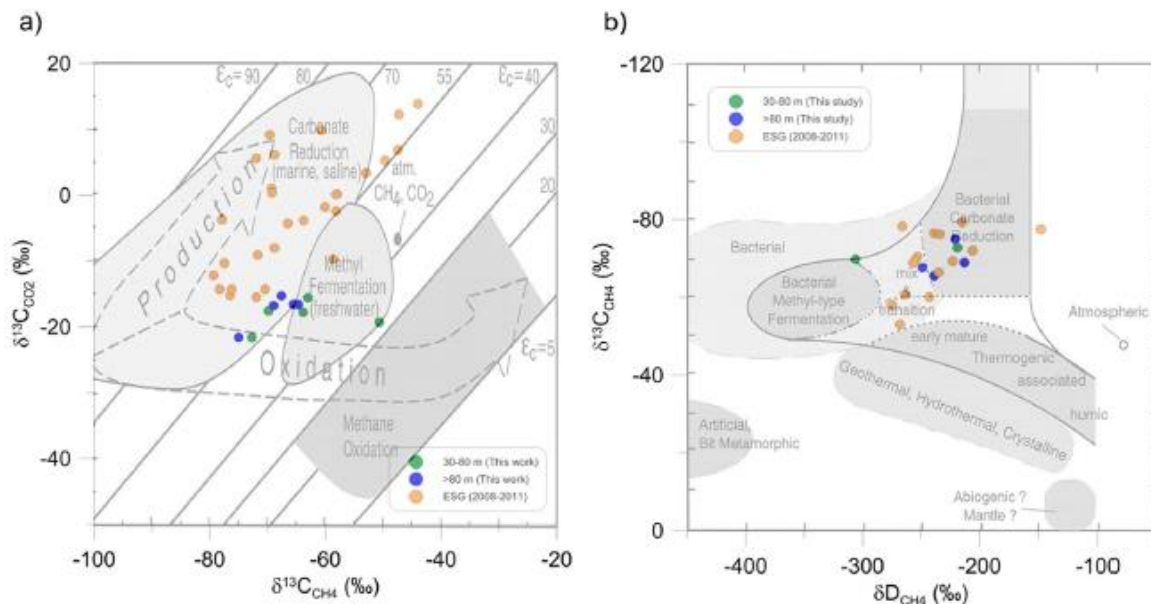 a)
20
0
-20
-40
δ¹³C_CO2 (‰)
-100
-80
-60
-40
-20
δ¹³C_CH4 (‰)
εc= 90
80
70
55
εc= 40
30
20
εc=5
Carbonate
Reduction
(marine, saline)
atm.
CH4, CO2
Production
Methyl
Fermentation
(freshwater)
Oxidation
Methane
Oxidation
30-80 m (This work)
>80 m (This work)
ESG (2008-2011)
b)
-120
-80
-40
0
δ¹³C_CH4 (‰)
-400
-300
-200
-100
δD_CH4 (‰)
30-80 m (This study)
>80 m (This study)
ESG (2008-2011)
Bacterial
Bacterial
Carbonate
Reduction
Bacterial
Methyl-type
Fermentation
mix
transition
early mature
Atmospheric
Thermogenic
associated
humic
Geothermal, Hydrothermal, Crystalline
Artificial,
Bit Metamorphic
Abiogenic ?
Mantle ?